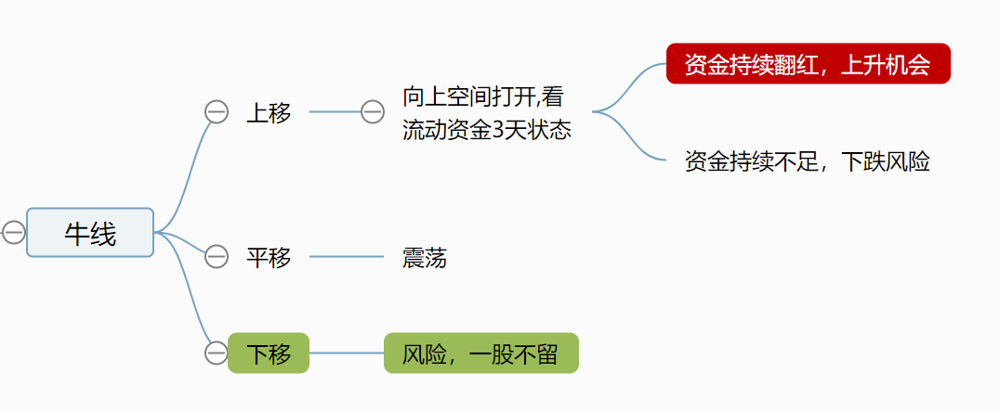 牛线
上移
向上空间打开,看
流动资金3天状态
资金持续翻红，上升机会
资金持续不足，下跌风险
平移
震荡
下移
风险，一股不留